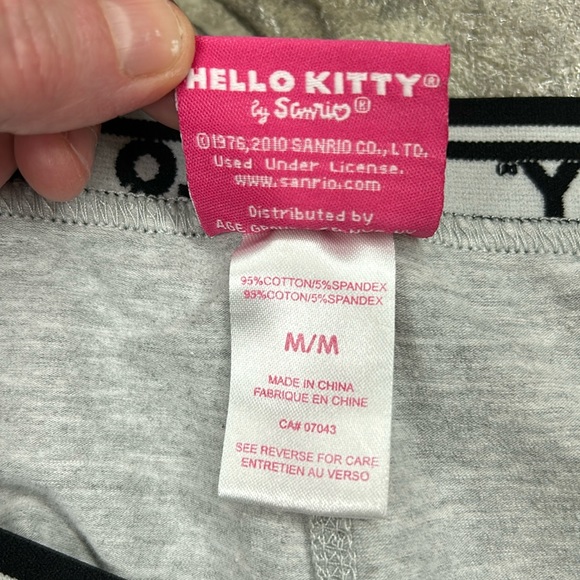 HELLO KITTY®
by Sanrio®
©1976,2010 SANRIO CO., LTD.
Used Under License.
www.sanrio.com
Distributed by
AGE
95%COTTON/5%SPANDEX
95%COTON/5%SPANDEX
M/M
MADE IN CHINA
FABRIQUE EN CHINE
CA# 07043
SEE REVERSE FOR CARE
ENTRETIEN AU VERSO